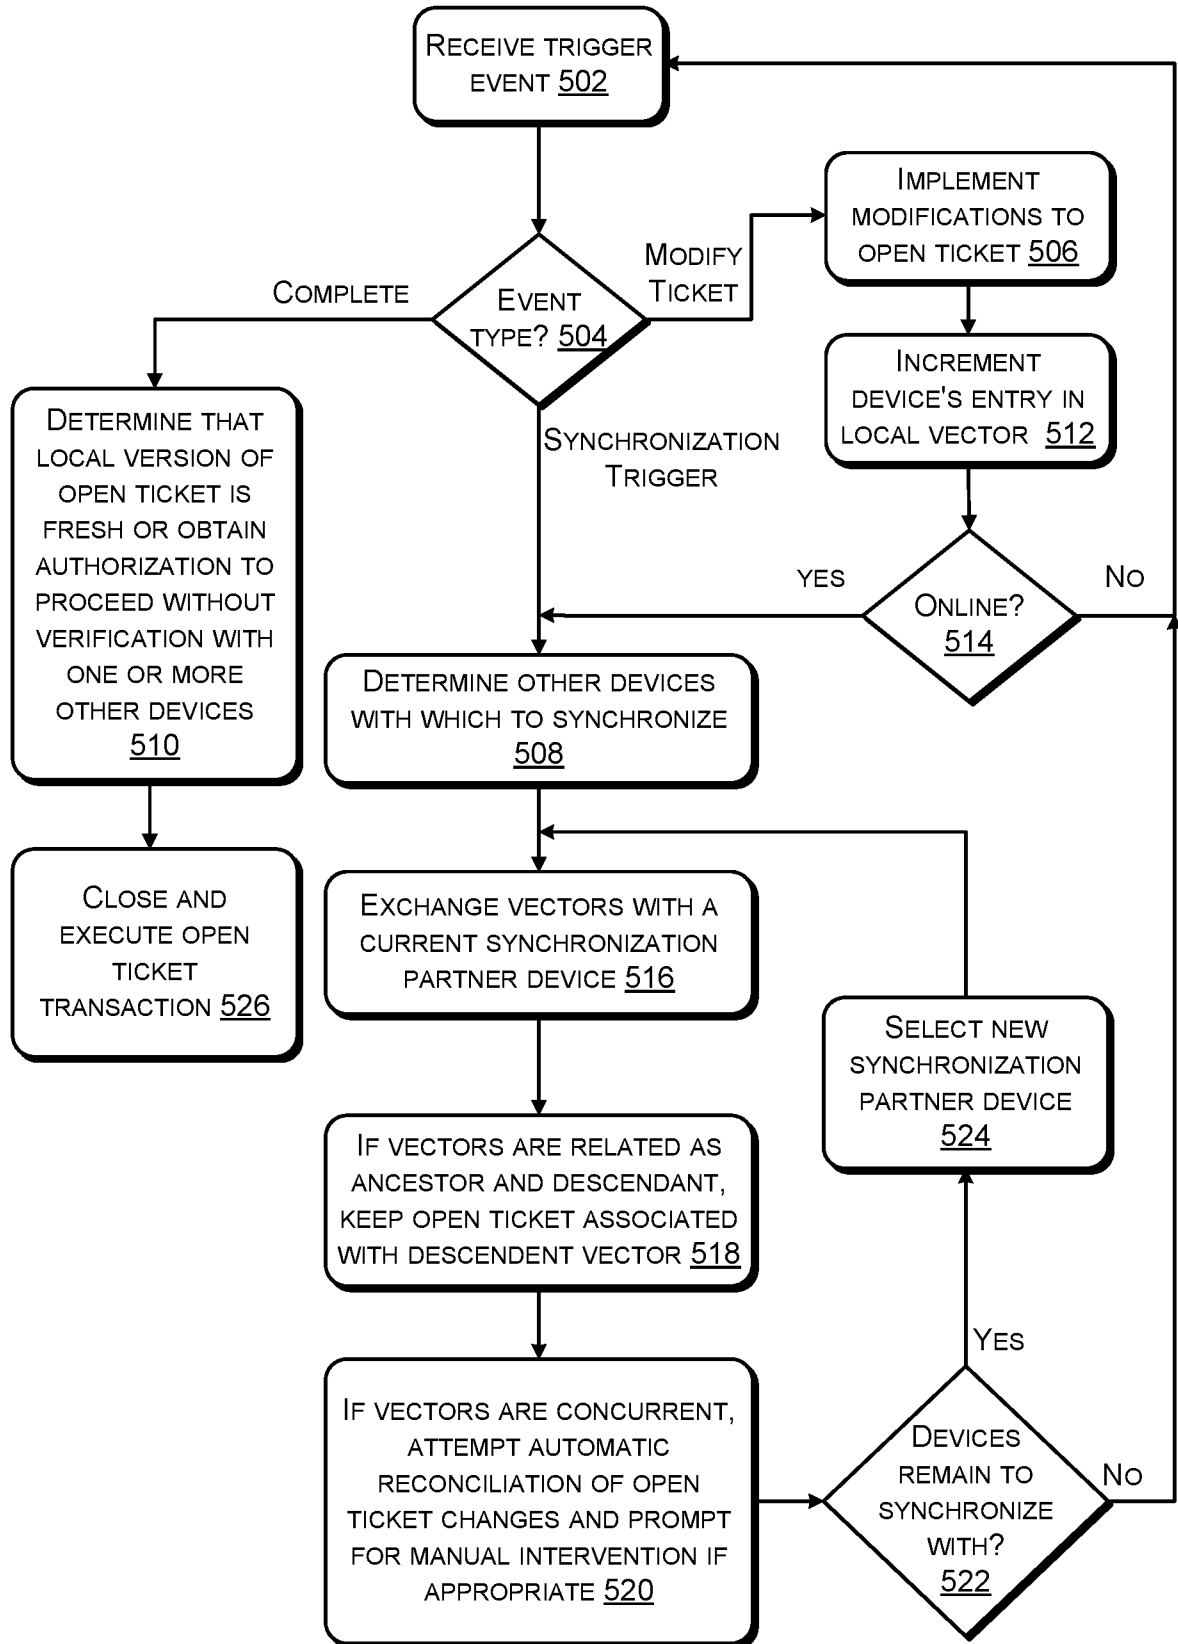 RECEIVE TRIGGER
EVENT 502
IMPLEMENT
MODIFICATIONS TO
OPEN TICKET 506
MODIFY
TICKET
COMPLETE
EVENT
TYPE? 504
INCREMENT
DEVICE'S ENTRY IN
LOCAL VECTOR 512
DETERMINE THAT
LOCAL VERSION OF
OPEN TICKET IS
FRESH OR OBTAIN
AUTHORIZATION TO
PROCEED WITHOUT
VERIFICATION WITH
ONE OR MORE
OTHER DEVICES
510
SYNCHRONIZATION
TRIGGER
YES
NO
ONLINE?
514
DETERMINE OTHER DEVICES
WITH WHICH TO SYNCHRONIZE
508
CLOSE AND
EXECUTE OPEN
TICKET
TRANSACTION 526
EXCHANGE VECTORS WITH A
CURRENT SYNCHRONIZATION
PARTNER DEVICE 516
SELECT NEW
SYNCHRONIZATION
PARTNER DEVICE
524
IF VECTORS ARE RELATED AS
ANCESTOR AND DESCENDANT,
KEEP OPEN TICKET ASSOCIATED
WITH DESCENDENT VECTOR 518
YES
IF VECTORS ARE CONCURRENT,
ATTEMPT AUTOMATIC
RECONCILIATION OF OPEN
TICKET CHANGES AND PROMPT
FOR MANUAL INTERVENTION IF
APPROPRIATE 520
DEVICES
REMAIN TO
SYNCHRONIZE
WITH?
522
NO